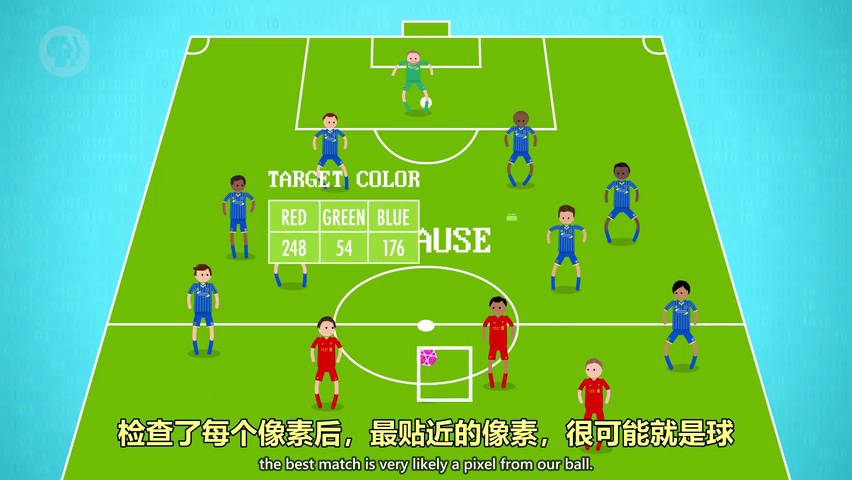 TARGET COLOR
RED GREEN BLUE
248 54 176
AUSE
检查了每个像素后，最贴近的像素，很可能就是球
the best match is very likely a pixel from our ball.